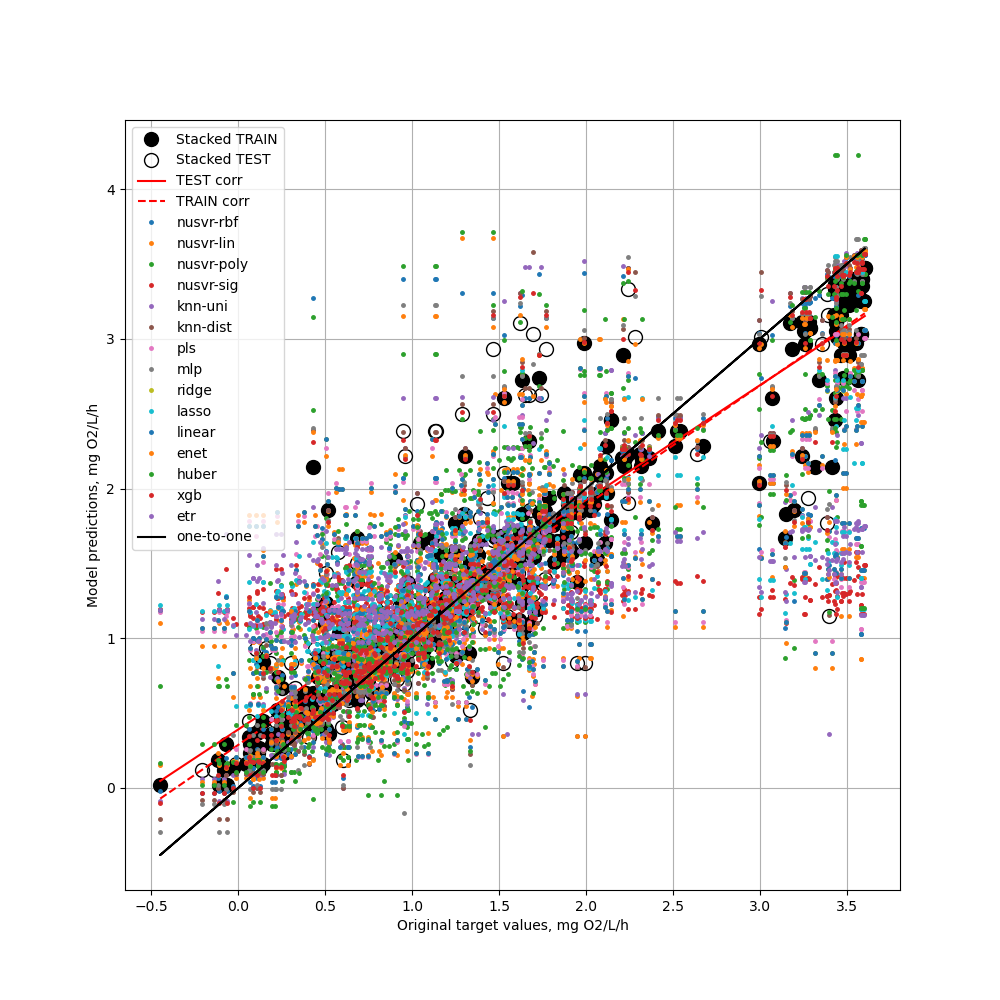 Stacked TRAIN
Stacked TEST
TEST corr
TRAIN corr
nusvr-rbf
nusvr-lin
nusvr-poly
nusvr-sig
knn-uni
knn-dist
pls
mlp
ridge
lasso
linear
enet
huber
xgb
etr
one-to-one
4
3
2
1
0
−0.5
0.0
0.5
1.0
1.5
2.0
2.5
3.0
3.5
Original target values, mg O2/L/h
Model predictions, mg O2/L/h